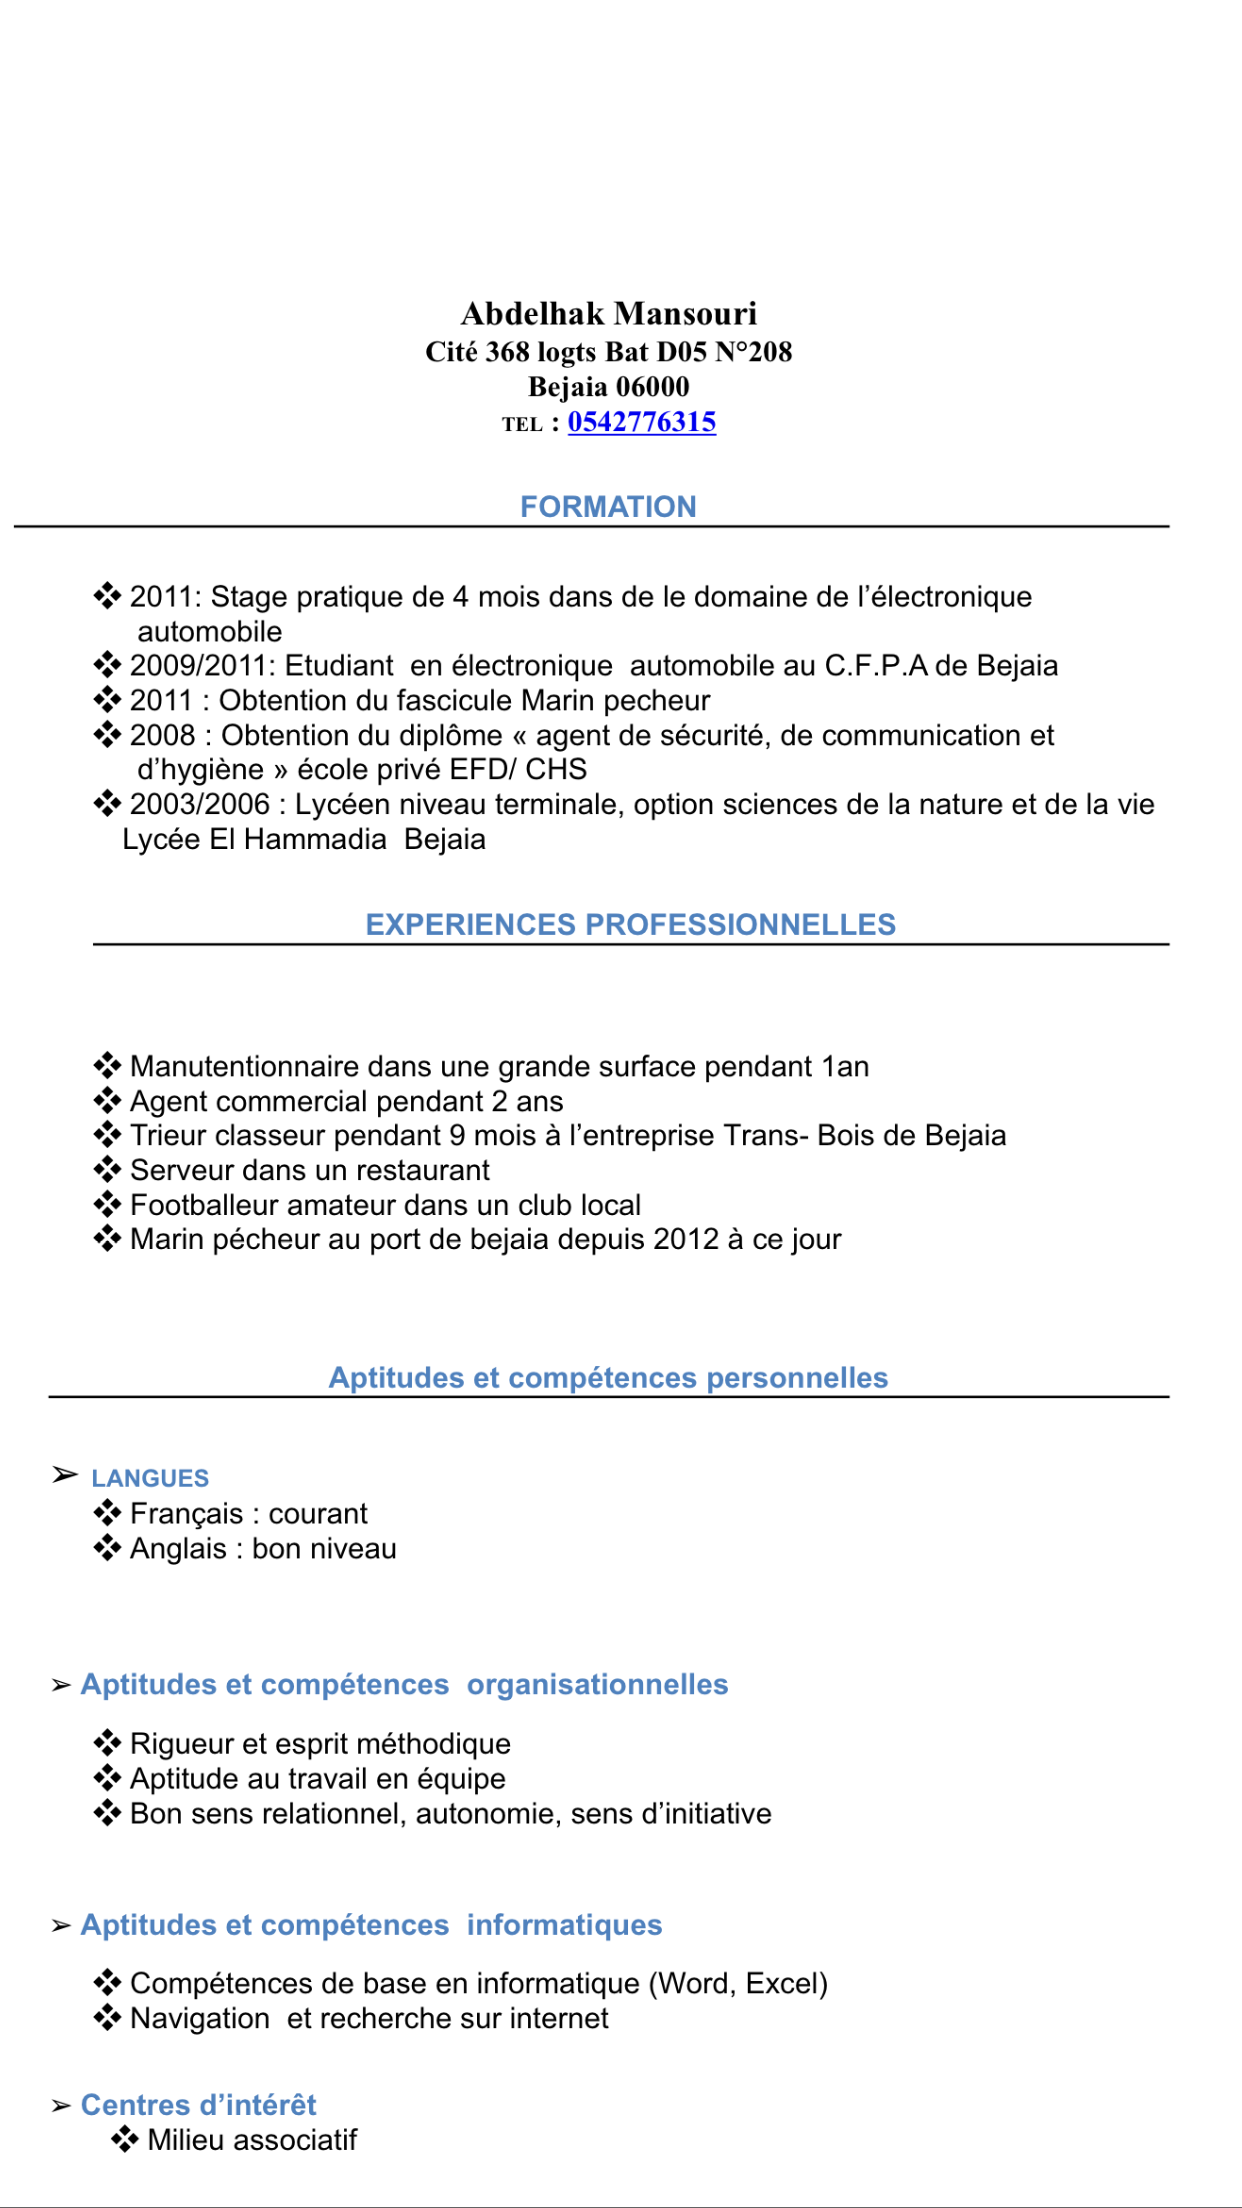 Abdelhak Mansouri
Cité 368 logts Bat D05 N°208
Bejaia 06000
TEL : 0542776315
FORMATION
❖ 2011: Stage pratique de 4 mois dans de le domaine de l’électronique
automobile
❖ 2009/2011: Etudiant  en électronique  automobile au C.F.P.A de Bejaia
❖ 2011 : Obtention du fascicule Marin pecheur
❖ 2008 : Obtention du diplôme « agent de sécurité, de communication et
d’hygiène » école privé EFD/ CHS
❖ 2003/2006 : Lycéen niveau terminale, option sciences de la nature et de la vie
Lycée El Hammadia  Bejaia
EXPERIENCES PROFESSIONNELLES
❖ Manutentionnaire dans une grande surface pendant 1an
❖ Agent commercial pendant 2 ans
❖ Trieur classeur pendant 9 mois à l’entreprise Trans- Bois de Bejaia
❖ Serveur dans un restaurant
❖ Footballeur amateur dans un club local
❖ Marin pécheur au port de bejaia depuis 2012 à ce jour
Aptitudes et compétences personnelles
➢ LANGUES
❖ Français : courant
❖ Anglais : bon niveau
➢ Aptitudes et compétences  organisationnelles
❖ Rigueur et esprit méthodique
❖ Aptitude au travail en équipe
❖ Bon sens relationnel, autonomie, sens d’initiative
➢ Aptitudes et compétences  informatiques
❖ Compétences de base en informatique (Word, Excel)
❖ Navigation  et recherche sur internet
➢ Centres d’intérêt
❖ Milieu associatif